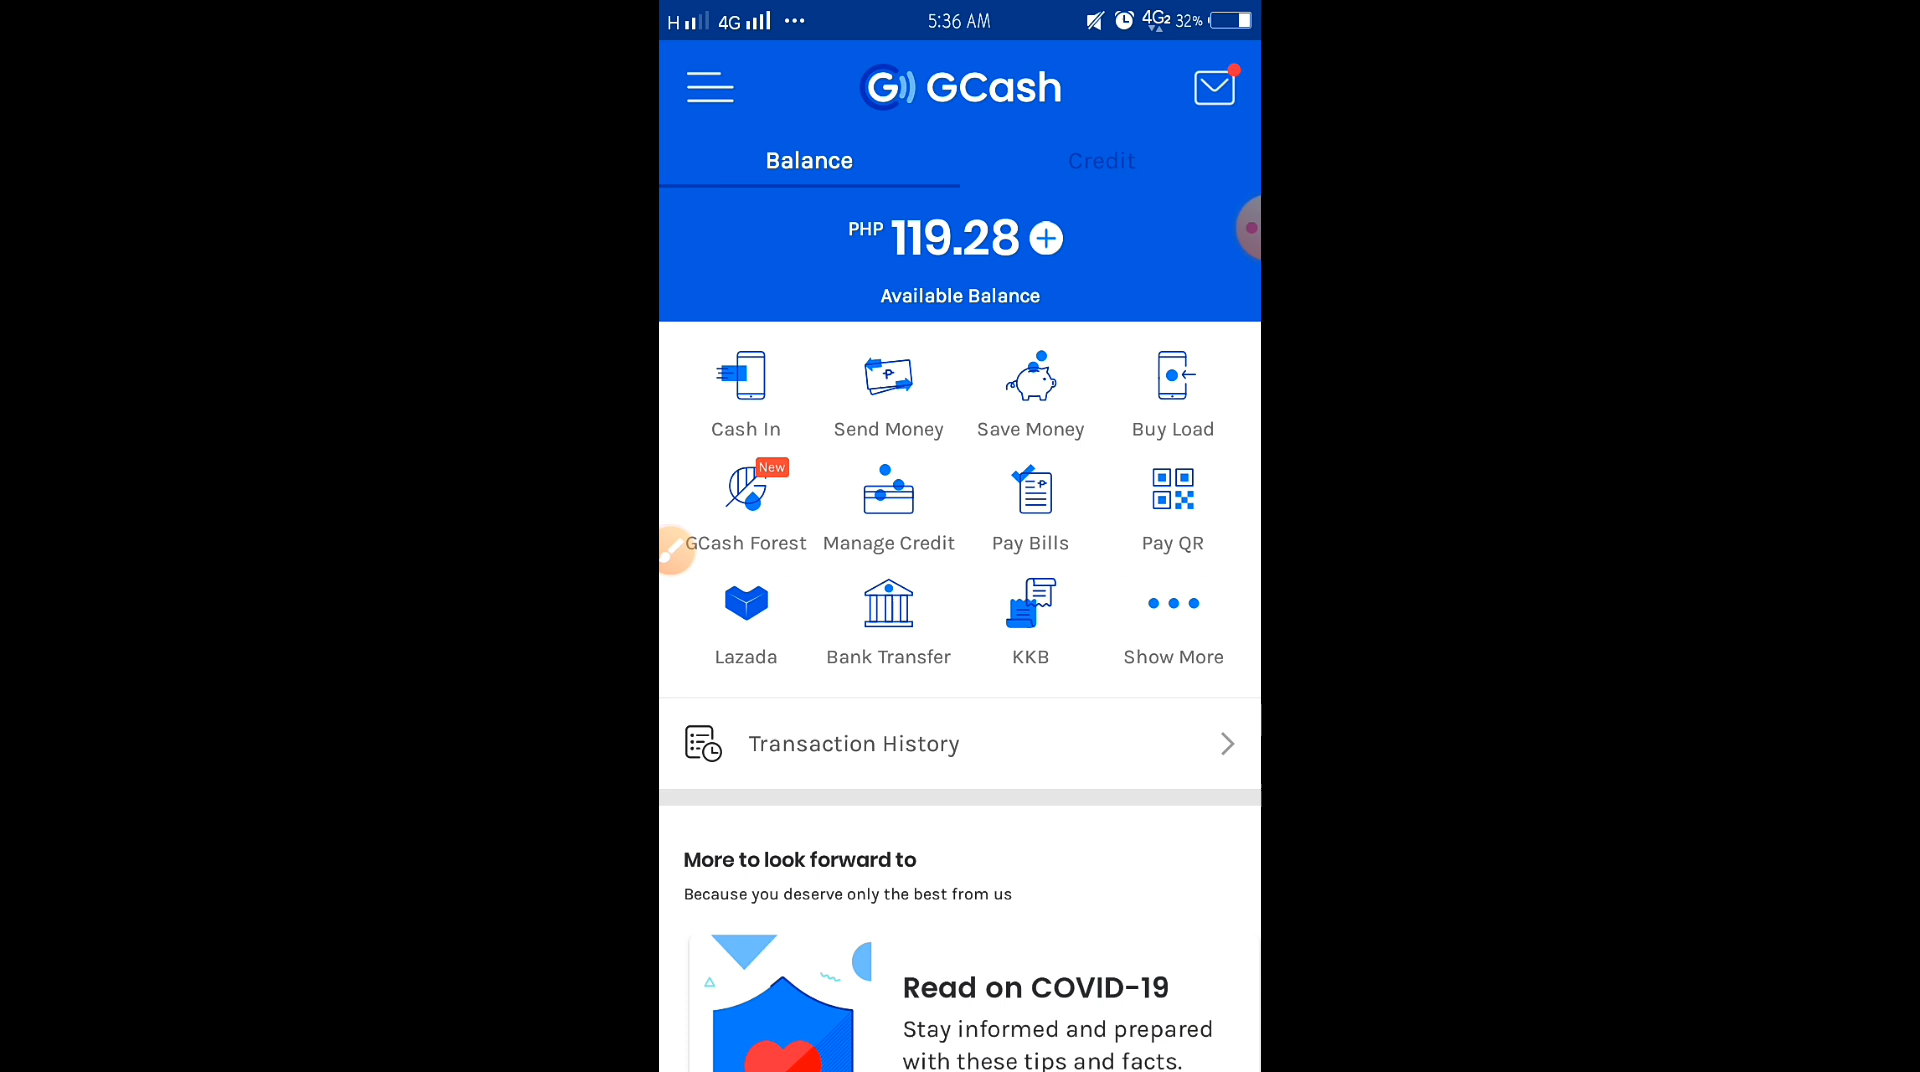 H 4G 5:36 AM 4G2 32%
G GCash
Balance Credit
PHP 119.28
Available Balance
Cash In Send Money Save Money Buy Load
New
GCash Forest Manage Credit Pay Bills Pay QR
Lazada Bank Transfer KKB Show More
Transaction History
More to look forward to
Because you deserve only the best from us
Read on COVID-19
Stay informed and prepared
with these tips and facts.